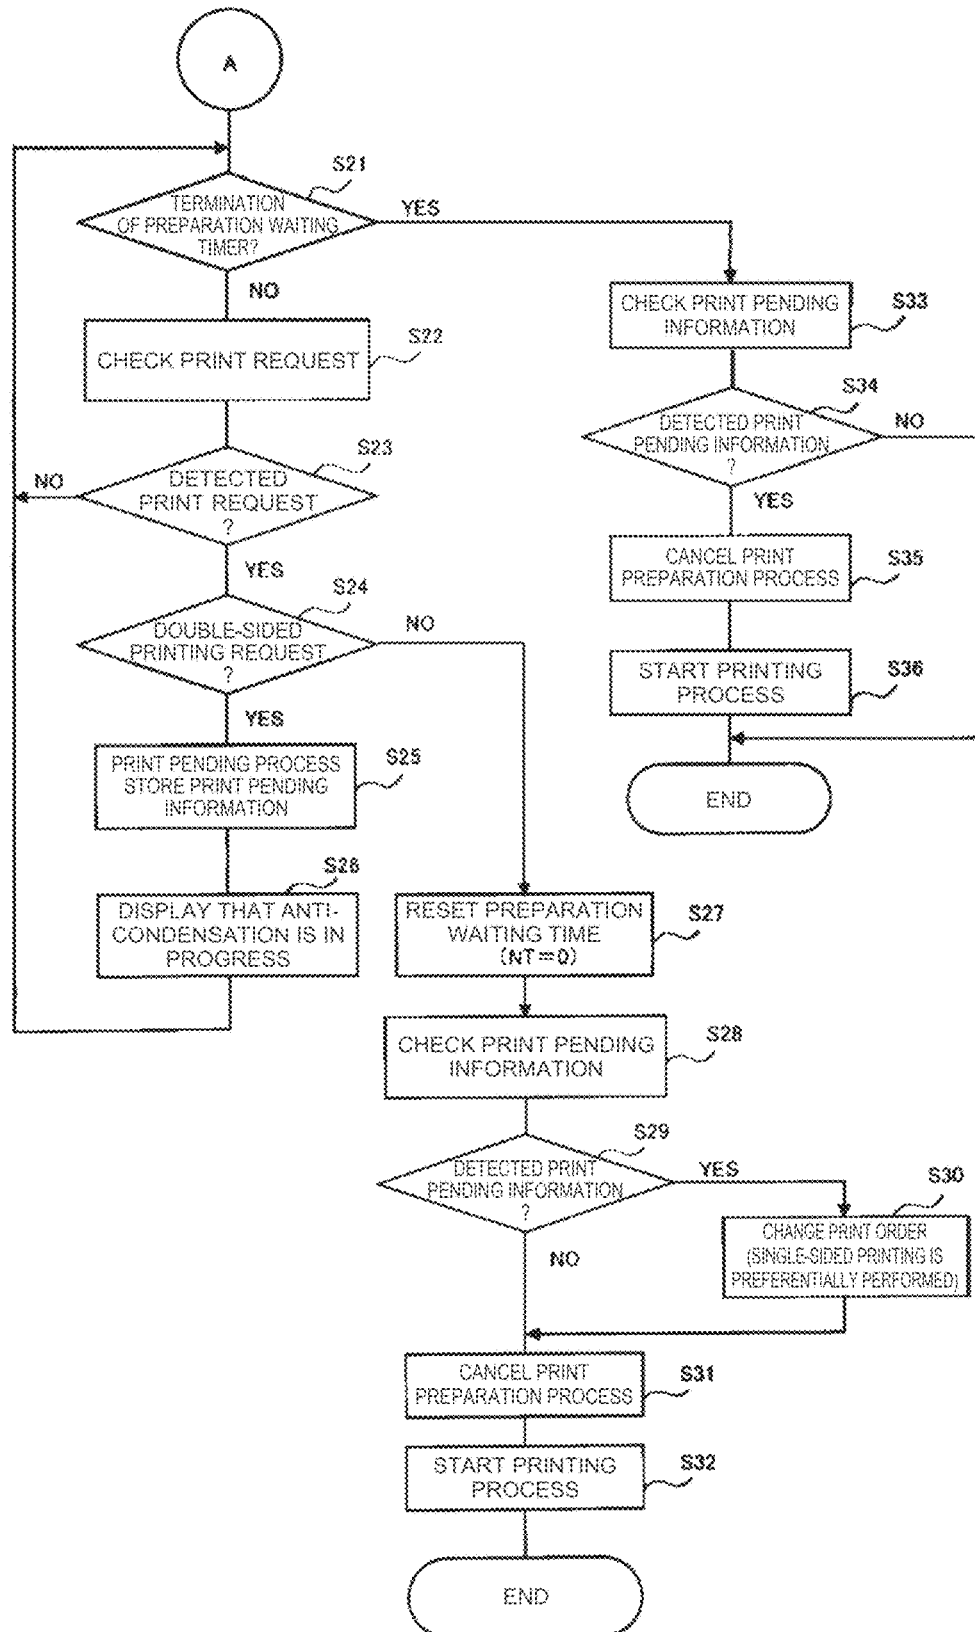 A
S21
TERMINATION
OF PREPARATION WAITING
TIMER?
YES
NO
S22
CHECK PRINT REQUEST
S23
DETECTED
PRINT REQUEST
?
NO
YES
S24
DOUBLE-SIDED
PRINTING REQUEST
?
NO
YES
S25
PRINT PENDING PROCESS
STORE PRINT PENDING
INFORMATION
S26
DISPLAY THAT ANTI-
CONDENSATION IS IN
PROGRESS
S33
CHECK PRINT PENDING
INFORMATION
S34
DETECTED PRINT
PENDING INFORMATION
?
NO
YES
S35
CANCEL PRINT
PREPARATION PROCESS
S36
START PRINTING
PROCESS
END
S27
RESET PREPARATION
WAITING TIME
(NT=0)
S28
CHECK PRINT PENDING
INFORMATION
S29
DETECTED PRINT
PENDING INFORMATION
?
YES
NO
S30
CHANGE PRINT ORDER
(SINGLE-SIDED PRINTING IS
PREFERENTIALLY PERFORMED)
S31
CANCEL PRINT
PREPARATION PROCESS
S32
START PRINTING
PROCESS
END